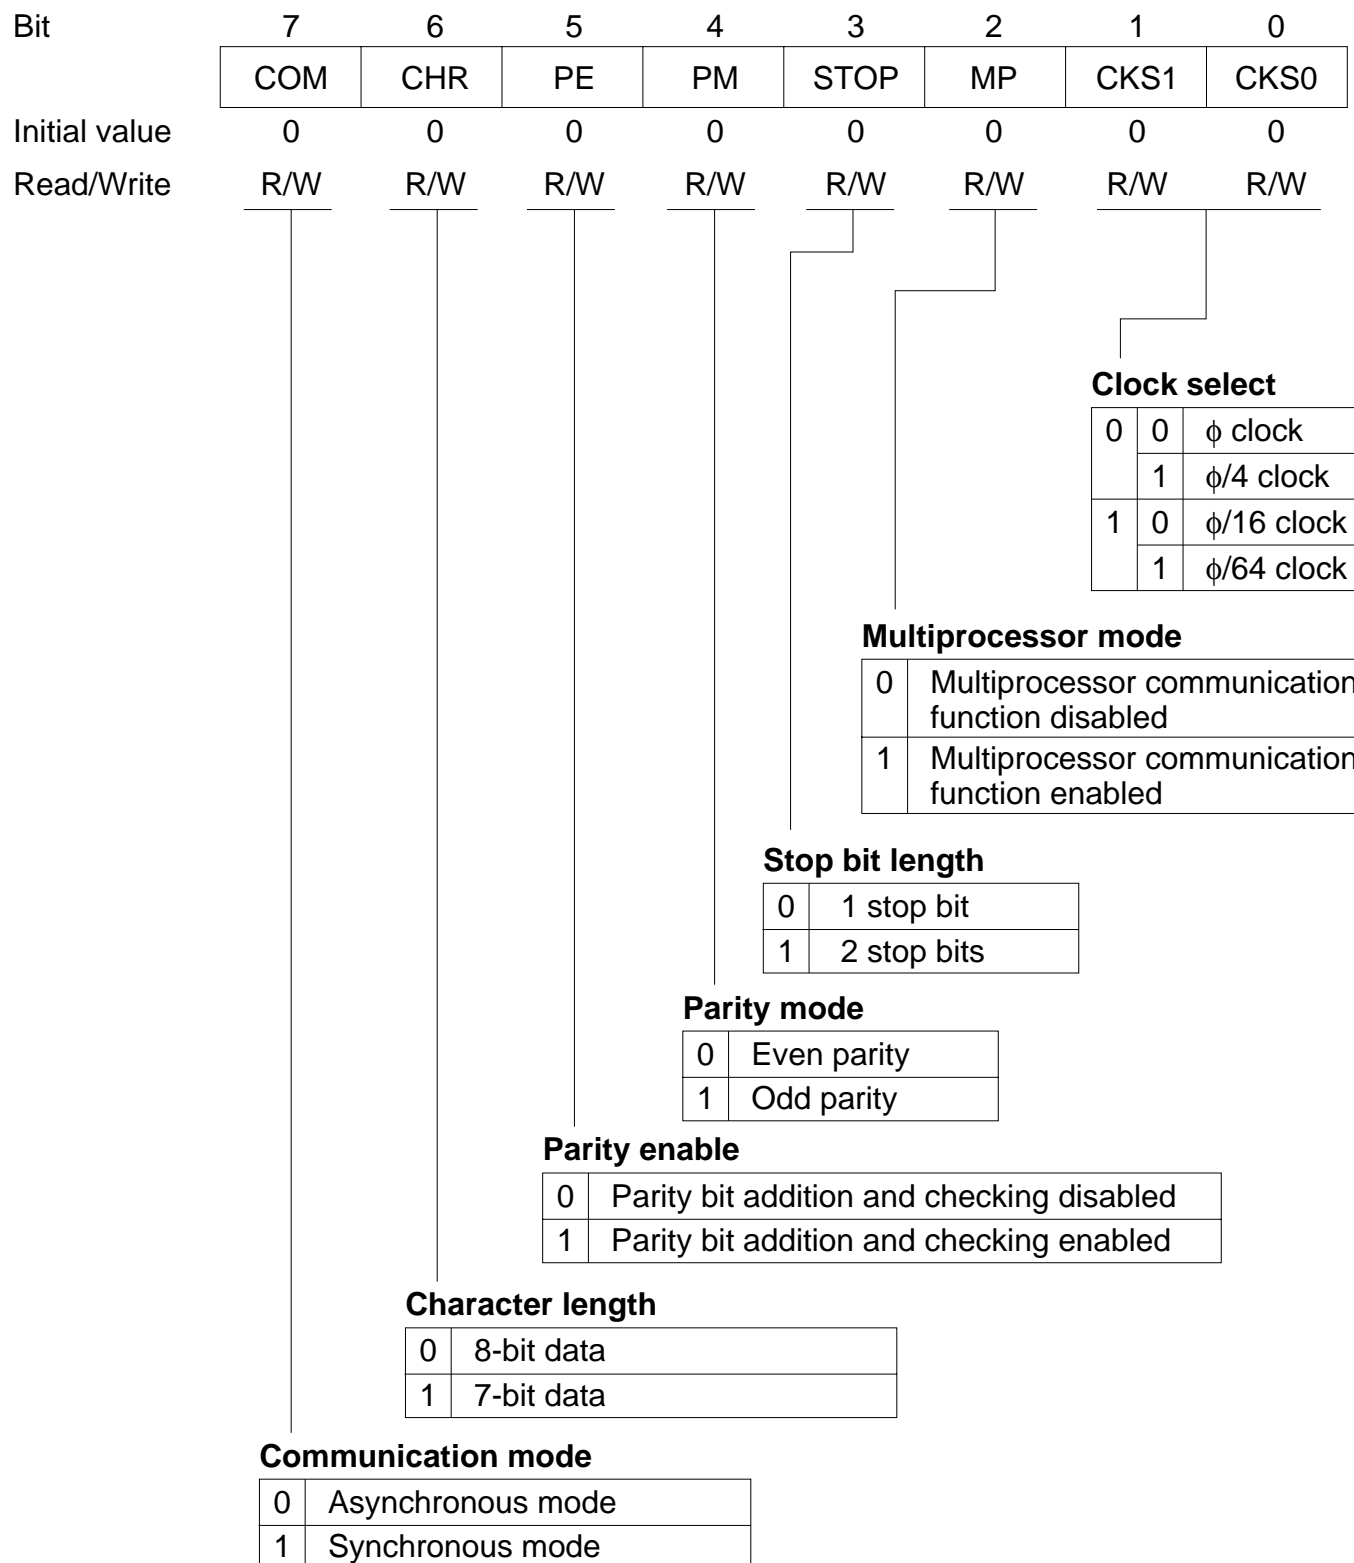 Bit 7 6 5 4 3 2 1 0
COM CHR PE PM STOP MP CKS1 CKS0
Initial value 0 0 0 0 0 0 0 0
Read/Write R/W R/W R/W R/W R/W R/W R/W R/W
Clock select
0 0 ϕ clock
1 ϕ/4 clock
1 0 ϕ/16 clock
1 ϕ/64 clock
Multiprocessor mode
0 Multiprocessor communication
function disabled
1 Multiprocessor communication
function enabled
Stop bit length
0 1 stop bit
1 2 stop bits
Parity mode
0 Even parity
1 Odd parity
Parity enable
0 Parity bit addition and checking disabled
1 Parity bit addition and checking enabled
Character length
0 8-bit data
1 7-bit data
Communication mode
0 Asynchronous mode
1 Synchronous mode